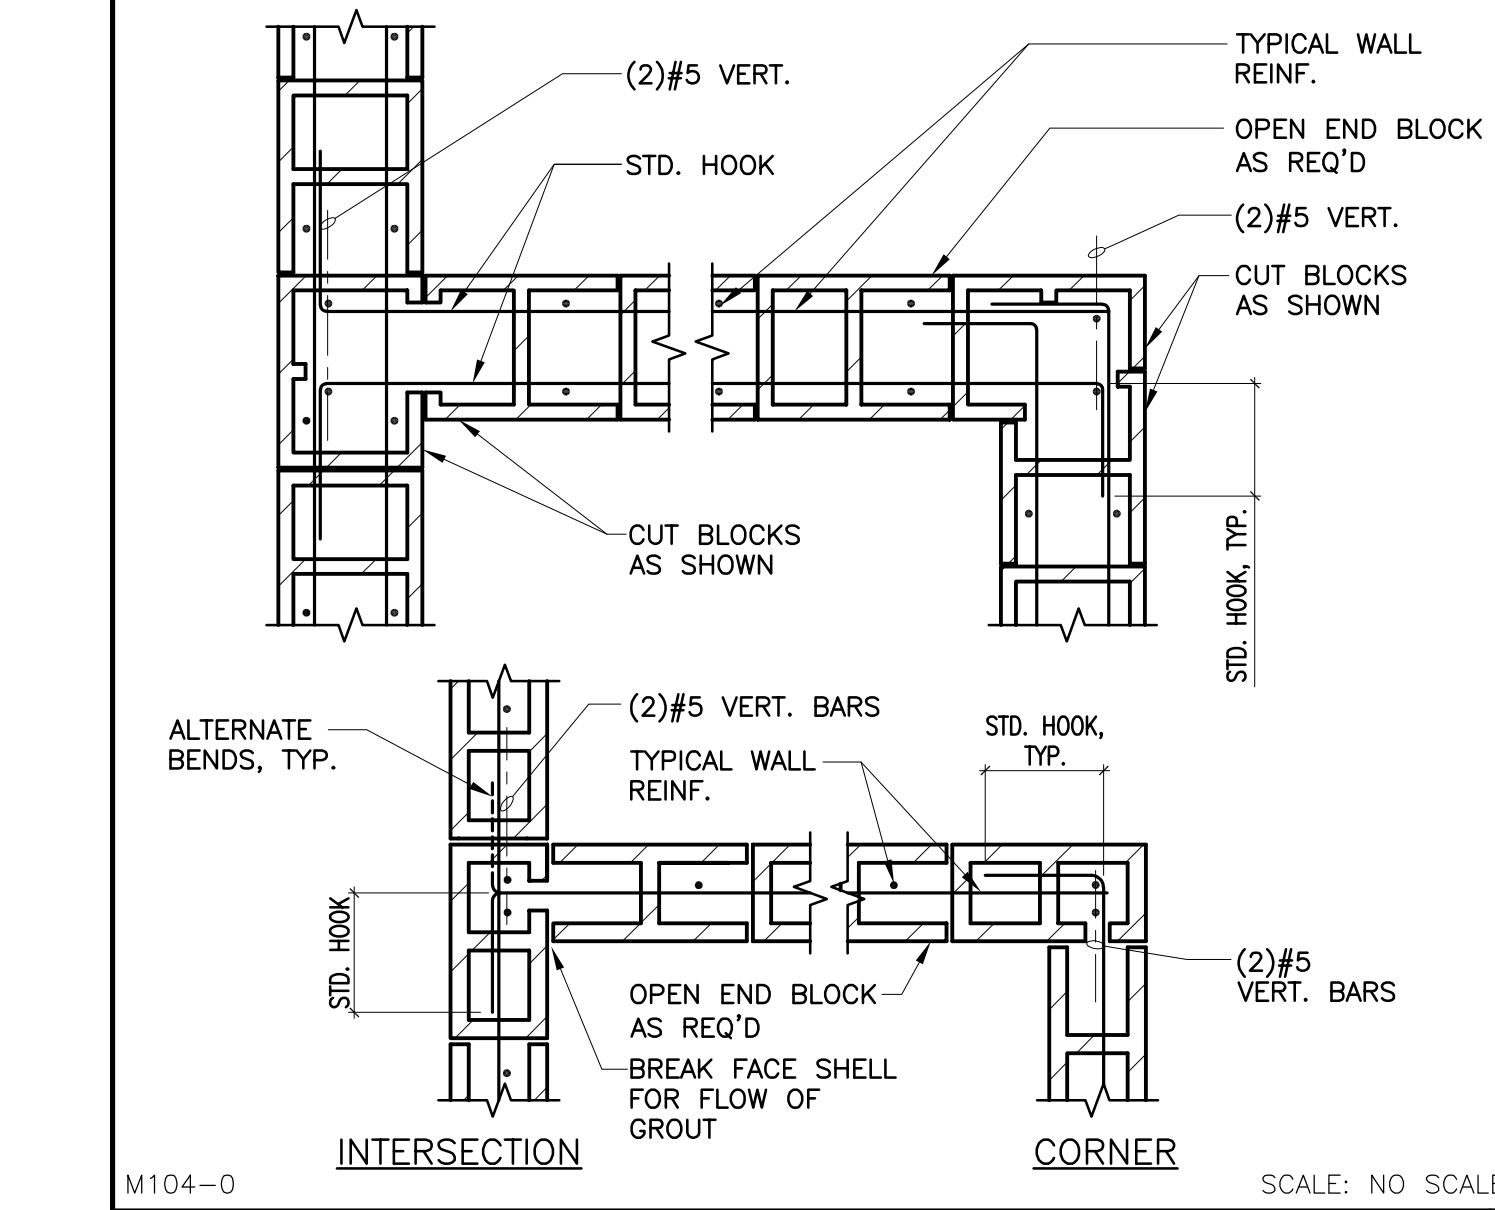 (2)#5 VERT.
STD. HOOK
TYPICAL WALL
REINF.
OPEN END BLOCK
AS REQ'D
(2)#5 VERT.
CUT BLOCKS
AS SHOWN
CUT BLOCKS
AS SHOWN
STD. HOOK, TYP.
ALTERNATE
BENDS, TYP.
(2)#5 VERT. BARS
TYPICAL WALL
REINF.
STD. HOOK,
TYP.
STD. HOOK
OPEN END BLOCK
AS REQ'D
BREAK FACE SHELL
FOR FLOW OF
GROUT
(2)#5
VERT. BARS
INTERSECTION
CORNER
M104-0
SCALE: NO SCALE